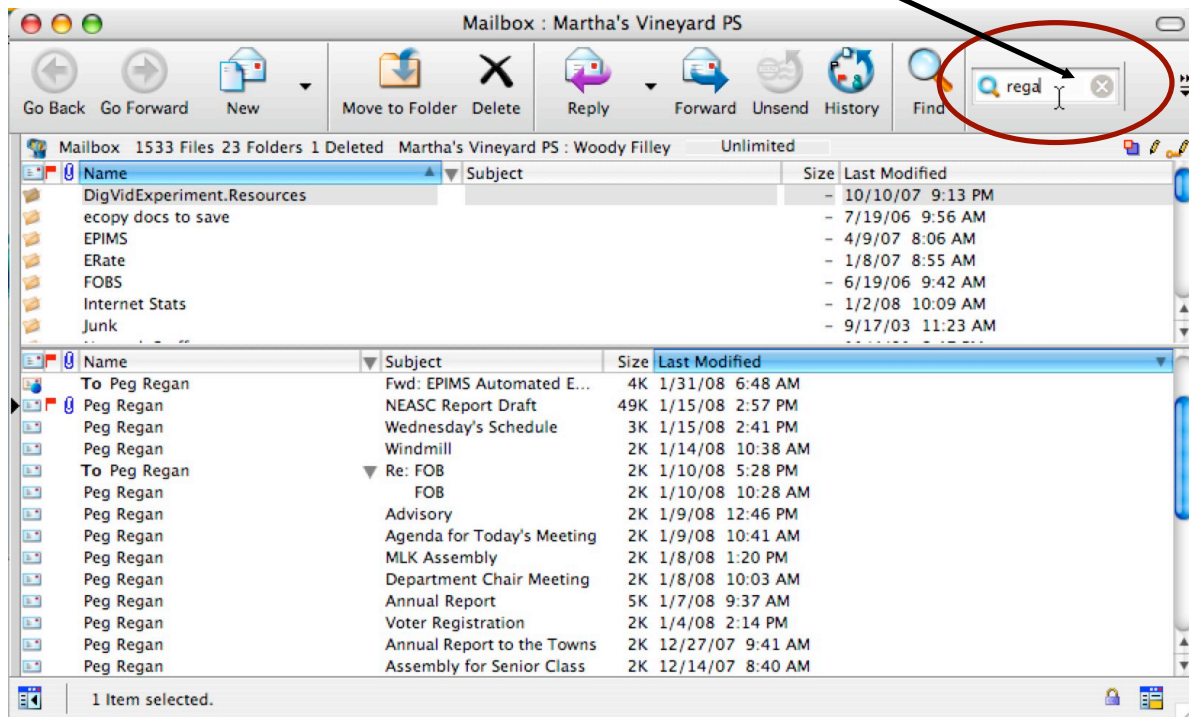 Mailbox : Martha's Vineyard PS
Go Back Go Forward New Move to Folder Delete Reply Forward Unsend History Find rega
Mailbox 1533 Files 23 Folders 1 Deleted Martha's Vineyard PS : Woody Filley Unlimited
Name Subject Size Last Modified
DigVidExperiment.Resources – 10/10/07 9:13 PM
ecopy docs to save – 7/19/06 9:56 AM
EPIMS – 4/9/07 8:06 AM
ERate – 1/8/07 8:55 AM
FOBS – 6/19/06 9:42 AM
Internet Stats – 1/2/08 10:09 AM
Junk – 9/17/03 11:23 AM
Name Subject Size Last Modified
To Peg Regan Fwd: EPIMS Automated E... 4K 1/31/08 6:48 AM
Peg Regan NEASC Report Draft 49K 1/15/08 2:57 PM
Peg Regan Wednesday's Schedule 3K 1/15/08 2:41 PM
Peg Regan Windmill 2K 1/14/08 10:38 AM
To Peg Regan Re: FOB 2K 1/10/08 5:28 PM
Peg Regan FOB 2K 1/10/08 10:28 AM
Peg Regan Advisory 2K 1/9/08 12:46 PM
Peg Regan Agenda for Today's Meeting 2K 1/9/08 10:41 AM
Peg Regan MLK Assembly 2K 1/8/08 1:20 PM
Peg Regan Department Chair Meeting 2K 1/8/08 10:03 AM
Peg Regan Annual Report 5K 1/7/08 9:37 AM
Peg Regan Voter Registration 2K 1/4/08 2:14 PM
Peg Regan Annual Report to the Towns 2K 12/27/07 9:41 AM
Peg Regan Assembly for Senior Class 2K 12/14/07 8:40 AM
1 Item selected.